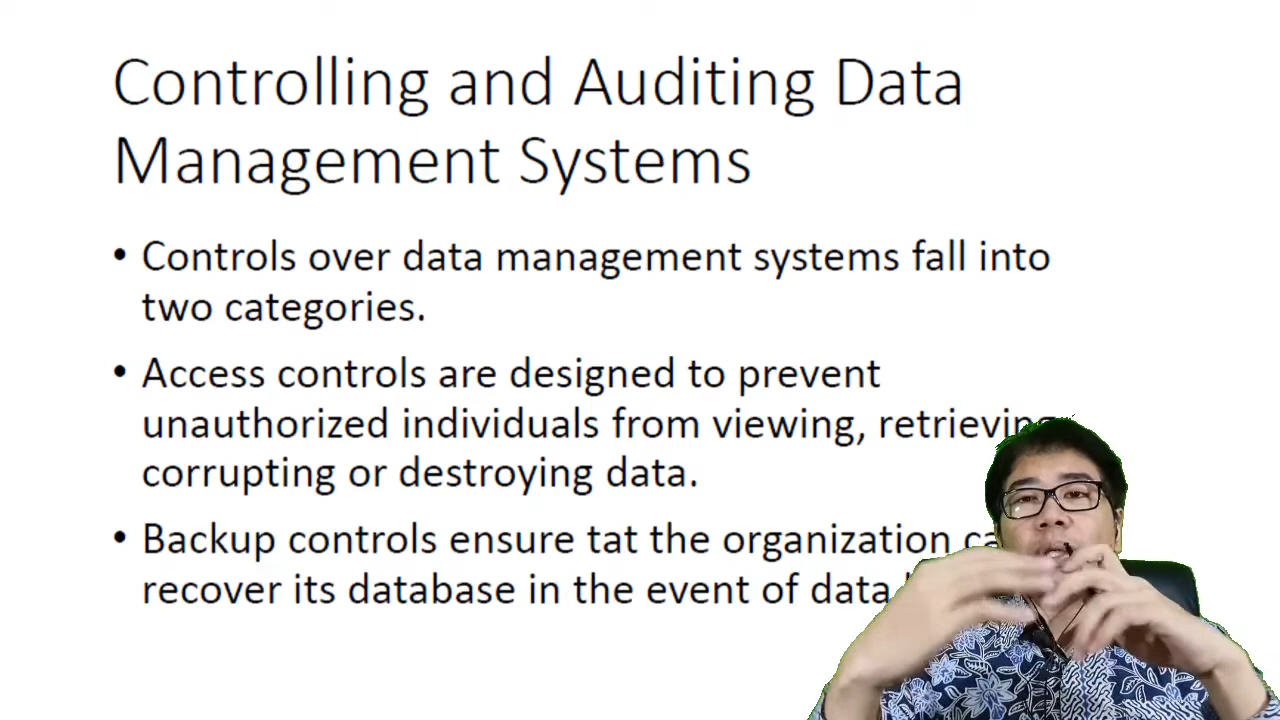 Controlling and Auditing Data
Management Systems
• Controls over data management systems fall into
two categories.
• Access controls are designed to prevent
unauthorized individuals from viewing, retrieving
corrupting or destroying data.
• Backup controls ensure tat the organization
recover its database in the event of data